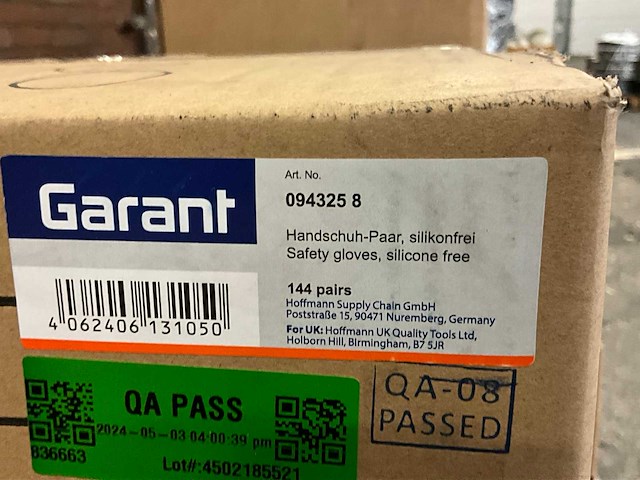 Garant
Art. No.
094325 8
Handschuh-Paar, silikonfrei
Safety gloves, silicone free
144 pairs
Hoffmann Supply Chain GmbH
Poststraße 15, 90471 Nuremberg, Germany
For UK: Hoffmann UK Quality Tools Ltd,
Holborn Hill, Birmingham, B7 5JR
4 062406 131050
QA PASS
2024-05-03 04:00:39 pm
836663
Lot#:4502185521
QA-08
PASSED